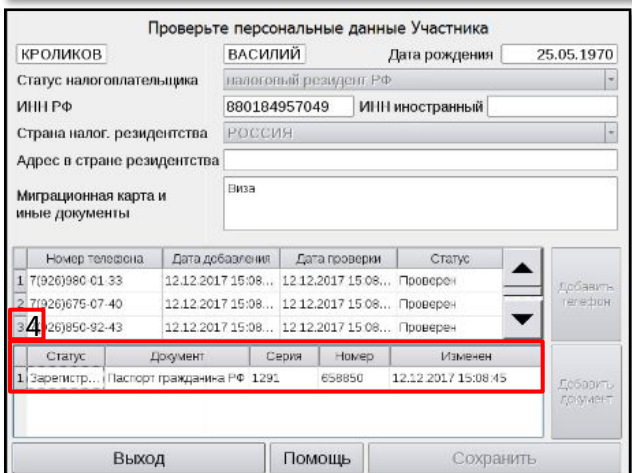 Проверьте персональные данные Участника
КРОЛИКОВ ВАСИЛИЙ Дата рождения 25.05.1970
Статус налогоплательщика налоговый резидент РФ
ИНН РФ 880184957049 ИНН иностранный
Страна налог. резидентства РОССИЯ
Адрес в стране резидентства
Миграционная карта и иные документы Виза
Номер телефона Дата добавления Дата проверки Статус
1 7(926)980-01-33 12.12.2017 15:08... 12.12.2017 15:08... Проверен
2 7(926)675-07-40 12.12.2017 15:08... 12.12.2017 15:08... Проверен
3 4 926)850-92-43 12.12.2017 15:08... 12.12.2017 15:08... Проверен
Добавить телефон
Статус Документ Серия Номер Изменен
1 Зарегистр... Паспорт гражданина РФ 1291 658850 12.12.2017 15:08:45
Добавить документ
Выход Помощь Сохранить